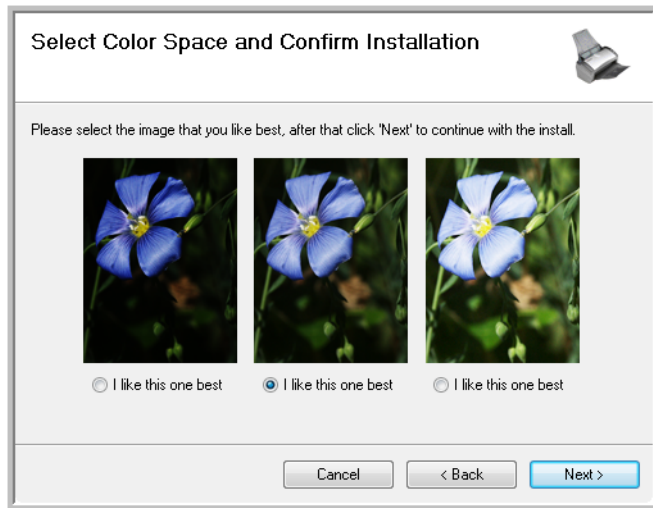 Select Color Space and Confirm Installation
Please select the image that you like best, after that click 'Next' to continue with the install.
I like this one best
I like this one best
I like this one best
Cancel
< Back
Next >